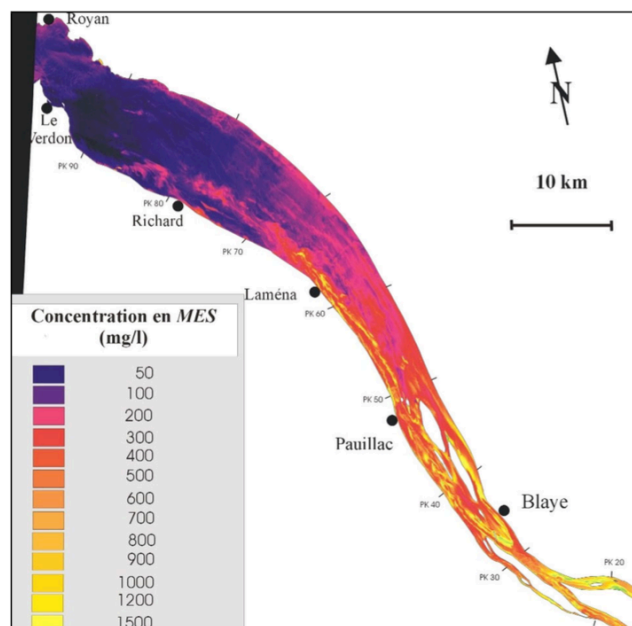 Royan
Le
Verdon
PK 90
N
10 km
PK 80
Richard
PK 70
Laména
PK 60
Concentration en MES
(mg/l)
50
100
200
300
400
500
600
700
800
900
1000
1200
1500
PK 50
Pauillac
PK 40
Blaye
PK 30
PK 20